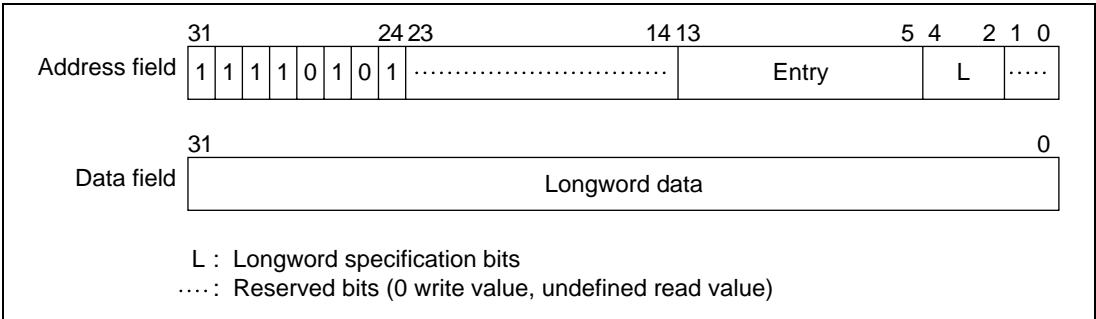 31 24 23 14 13 5 4 2 1 0
Address field 1 1 1 1 0 1 0 1 .............................. Entry L .....
31 0
Data field Longword data
L : Longword specification bits
.... : Reserved bits (0 write value, undefined read value)